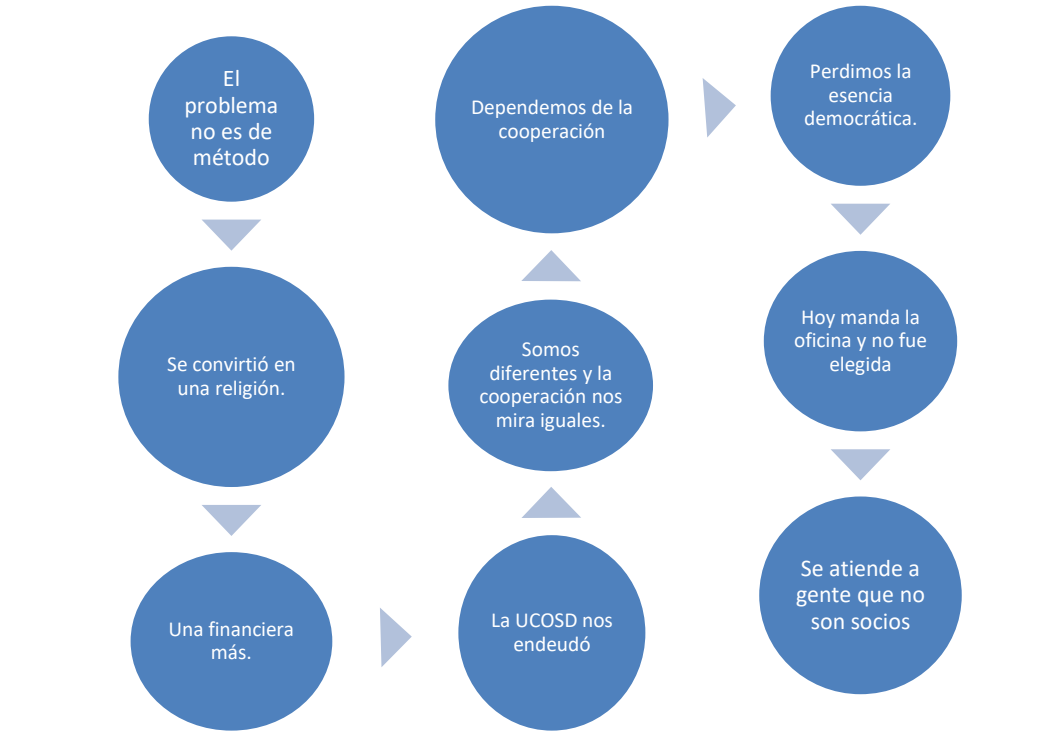 El
problema
no es de
método
Se convirtió en
una religión.
Una financiera
más.
La UCOSD nos
endeudó
Somos
diferentes y la
cooperación nos
mira iguales.
Dependemos de la
cooperación
Perdimos la
esencia
democrática.
Hoy manda la
oficina y no fue
elegida
Se atiende a
gente que no
son socios